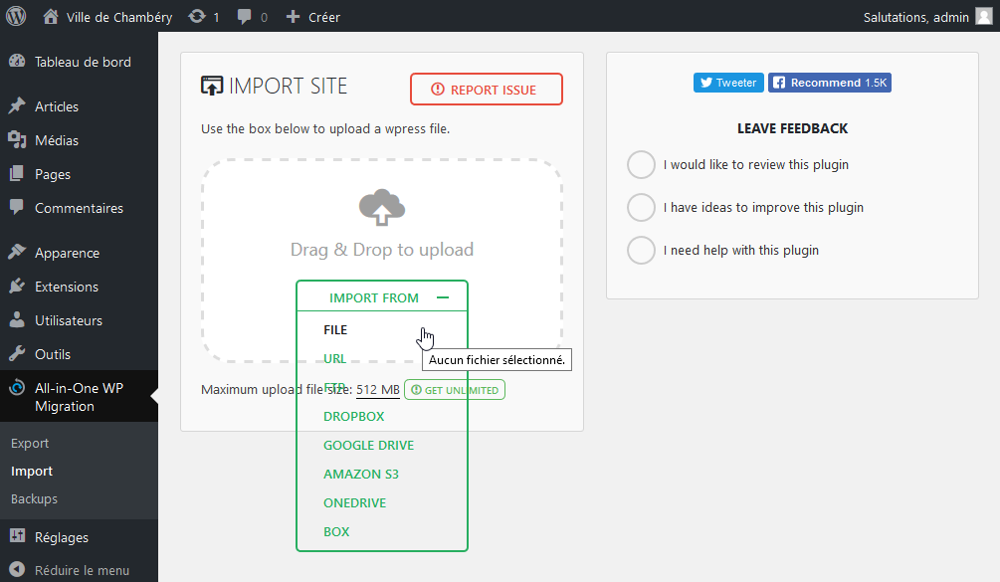 Ville de Chambéry 1 0 Créer Salutations, admin
Tableau de bord
Articles
Médias
Pages
Commentaires
Apparence
Extensions
Utilisateurs
Outils
All-in-One WP
Migration
Export
Import
Backups
Réglages
Réduire le menu
IMPORT SITE
REPORT ISSUE
Use the box below to upload a wpress file.
Drag & Drop to upload
IMPORT FROM
FILE
Aucun fichier sélectionné.
URL
FTP
Maximum upload file size: 512 MB GET UNLIMITED
DROPBOX
GOOGLE DRIVE
AMAZON S3
ONEDRIVE
BOX
Tweeter Recommend 1.5K
LEAVE FEEDBACK
I would like to review this plugin
I have ideas to improve this plugin
I need help with this plugin